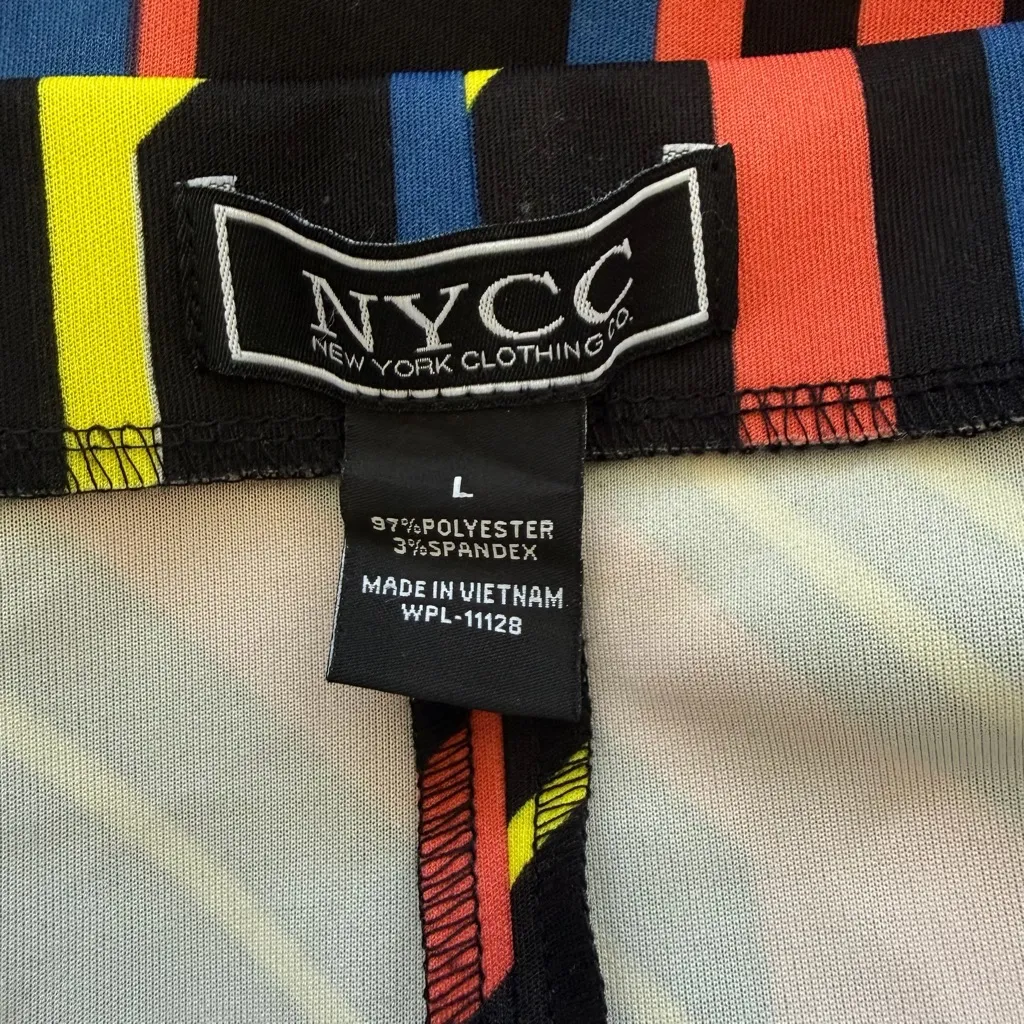 NYCC
NEW YORK CLOTHING CO.
L
97%POLYESTER
3%SPANDEX
MADE IN VIETNAM
WPL-11128